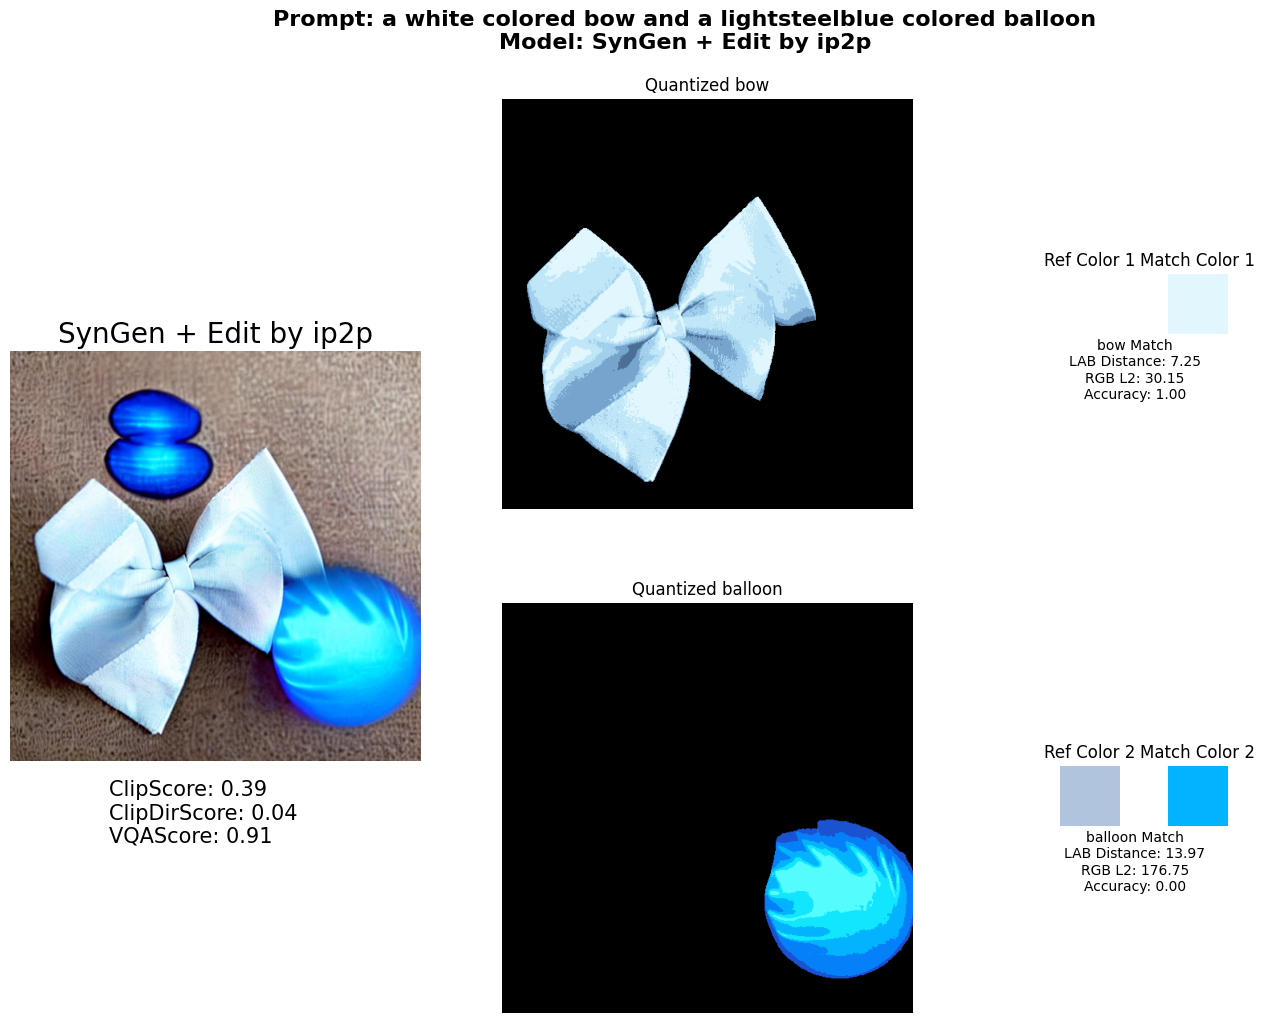 Prompt: a white colored bow and a lightsteelblue colored balloon
Model: SynGen + Edit by ip2p
Quantized bow
Ref Color 1
Match Color 1
bow Match
LAB Distance: 7.25
RGB L2: 30.15
Accuracy: 1.00
SynGen + Edit by ip2p
ClipScore: 0.39
ClipDirScore: 0.04
VQAScore: 0.91
Quantized balloon
Ref Color 2
Match Color 2
balloon Match
LAB Distance: 13.97
RGB L2: 176.75
Accuracy: 0.00